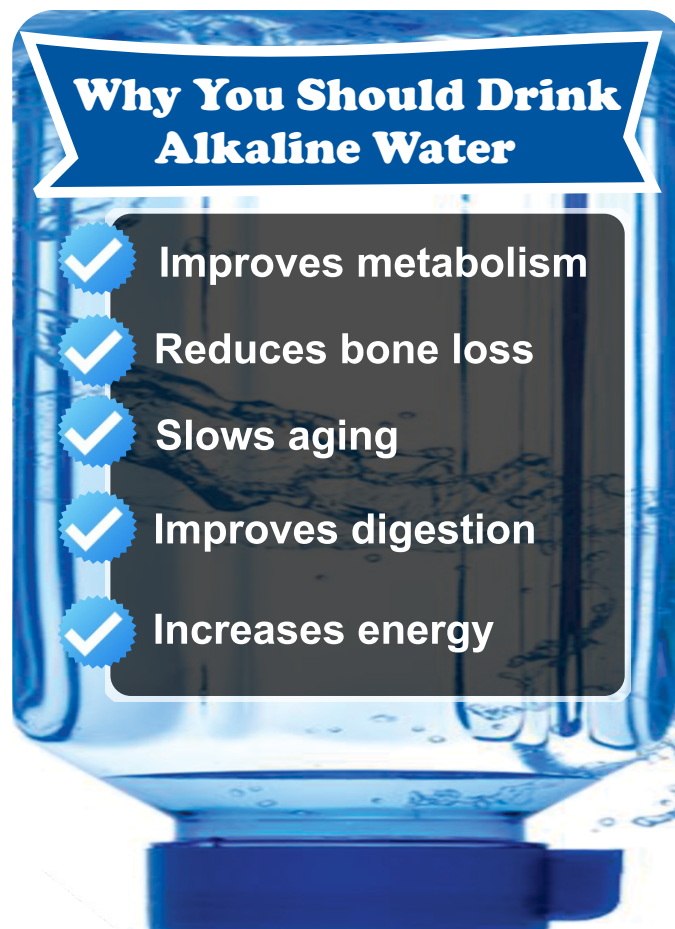 Why You Should Drink
Alkaline Water
Improves metabolism
Reduces bone loss
Slows aging
Improves digestion
Increases energy